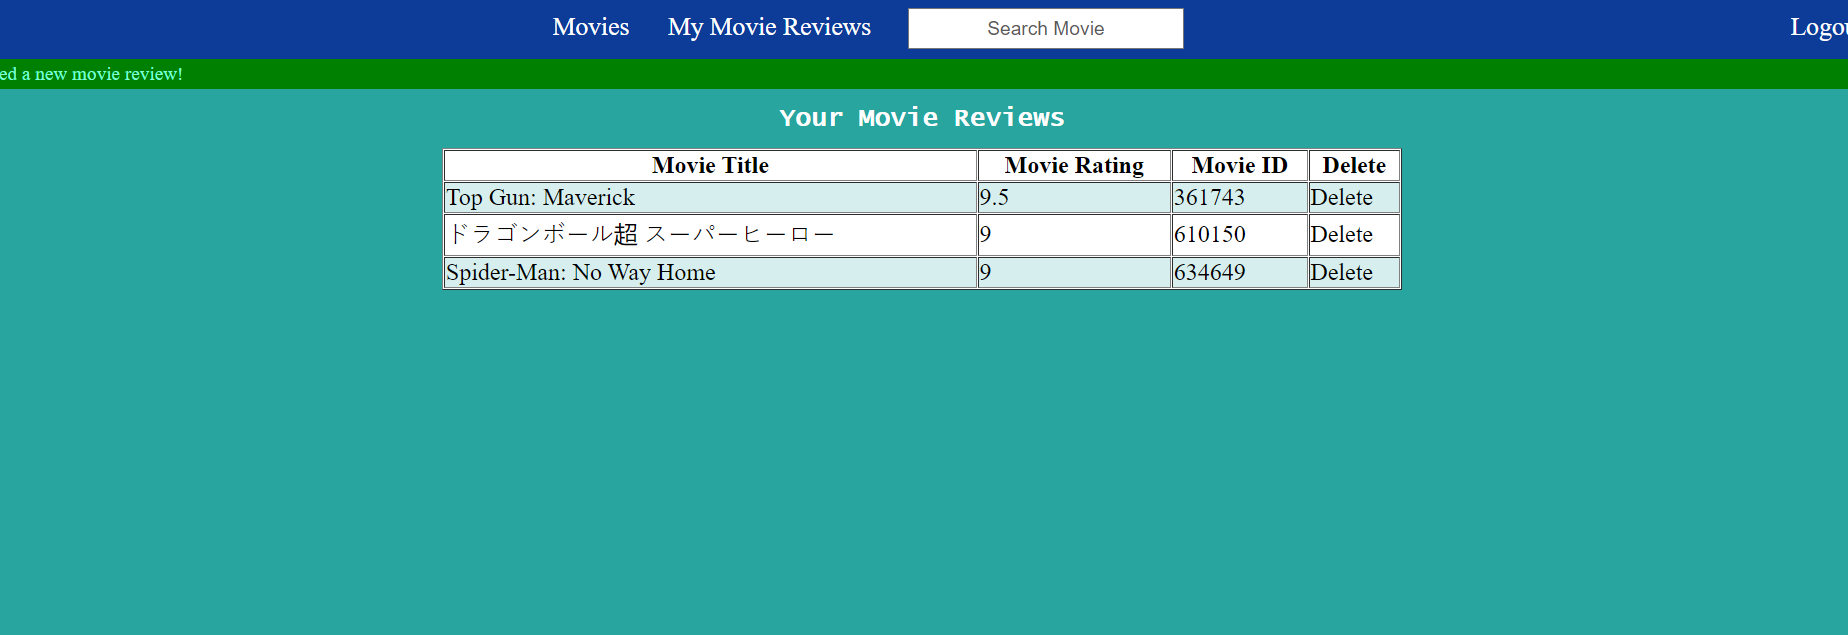 Movies My Movie Reviews Search Movie
ed a new movie review!
Your Movie Reviews
Movie Title Movie Rating Movie ID Delete
Top Gun: Maverick 9.5 361743 Delete
ドラゴンボール超 スーパーヒーロー 9 610150 Delete
Spider-Man: No Way Home 9 634649 Delete